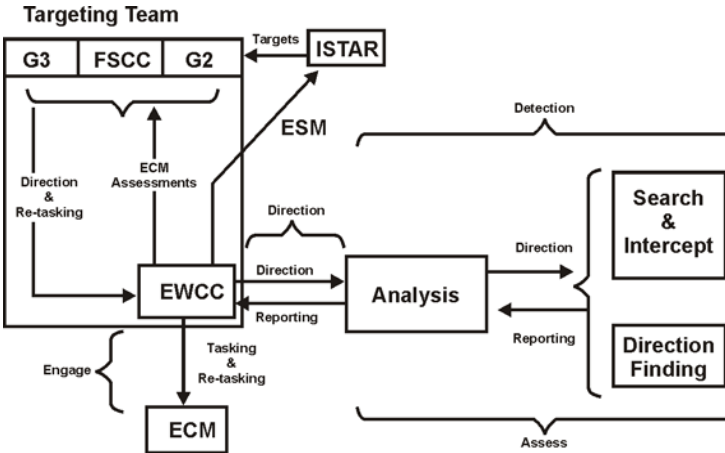 Targeting Team
G3 FSCC G2
Targets
ISTAR
ESM
Detection
Direction
&
Re-tasking
ECM
Assessments
Direction
Search
&
Intercept
EWCC
Direction
Reporting
Analysis
Direction
Reporting
Direction
Finding
Engage
Tasking
&
Re-tasking
ECM
Assess